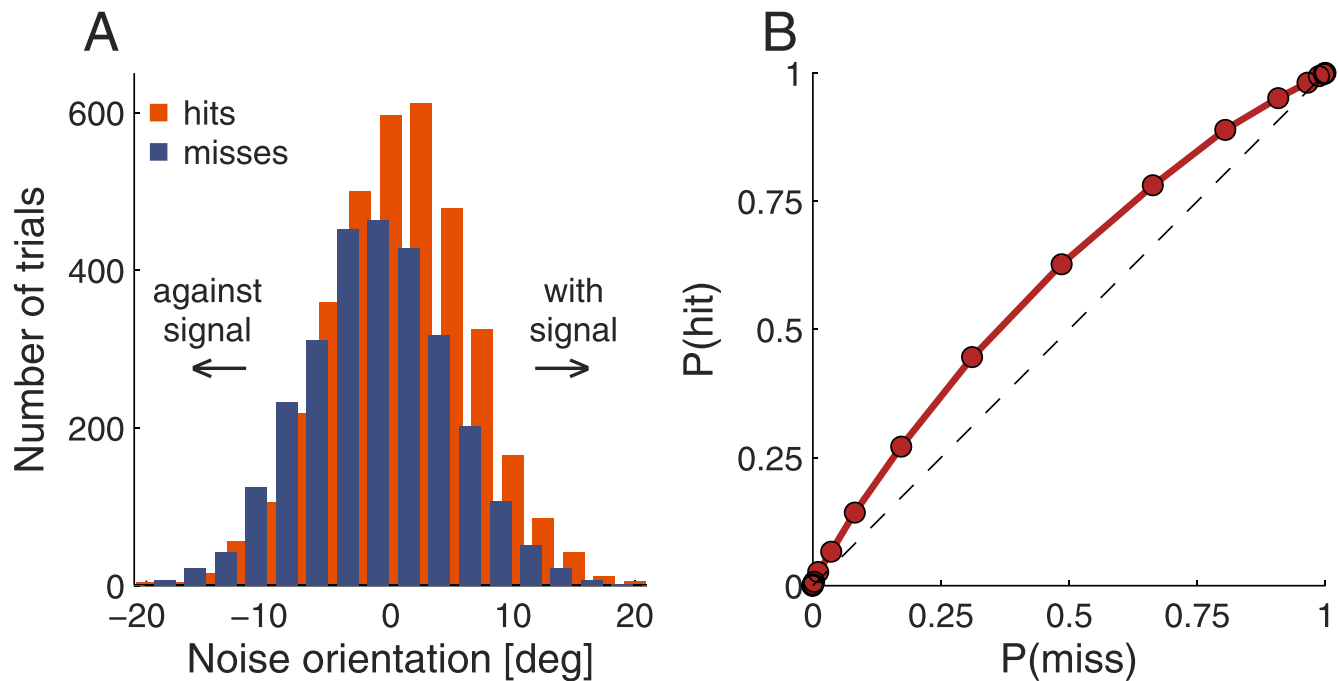 A
hits
misses
600
400
200
0
Number of trials
against
signal
with
signal
−20
−10
0
10
20
Noise orientation [deg]
B
1
0.75
0.5
0.25
0
P(hit)
0
0.25
0.5
0.75
1
P(miss)